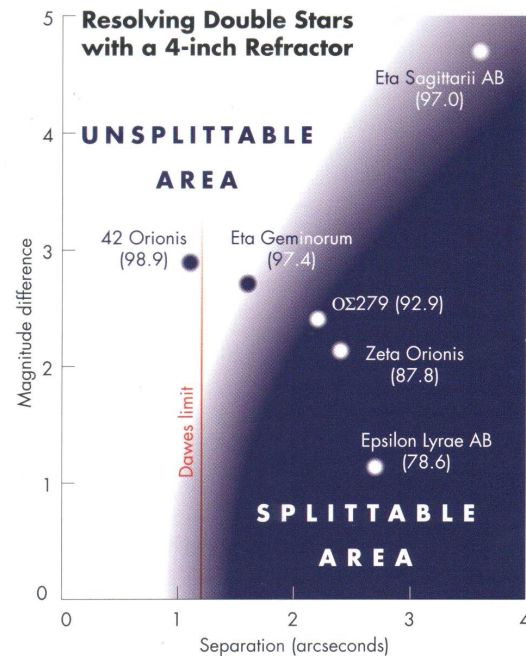 Resolving Double Stars
with a 4-inch Refractor
5
Eta Sagittarii AB
(97.0)
4
UNSPLITTABLE
AREA
3
42 Orionis
(98.9)
Eta Geminorum
(97.4)
ΟΣ279 (92.9)
Zeta Orionis
(87.8)
2
Magnitude difference
Dawes limit
Epsilon Lyrae AB
(78.6)
1
SPLITTABLE
AREA
0
0 1 2 3 4
Separation (arcseconds)